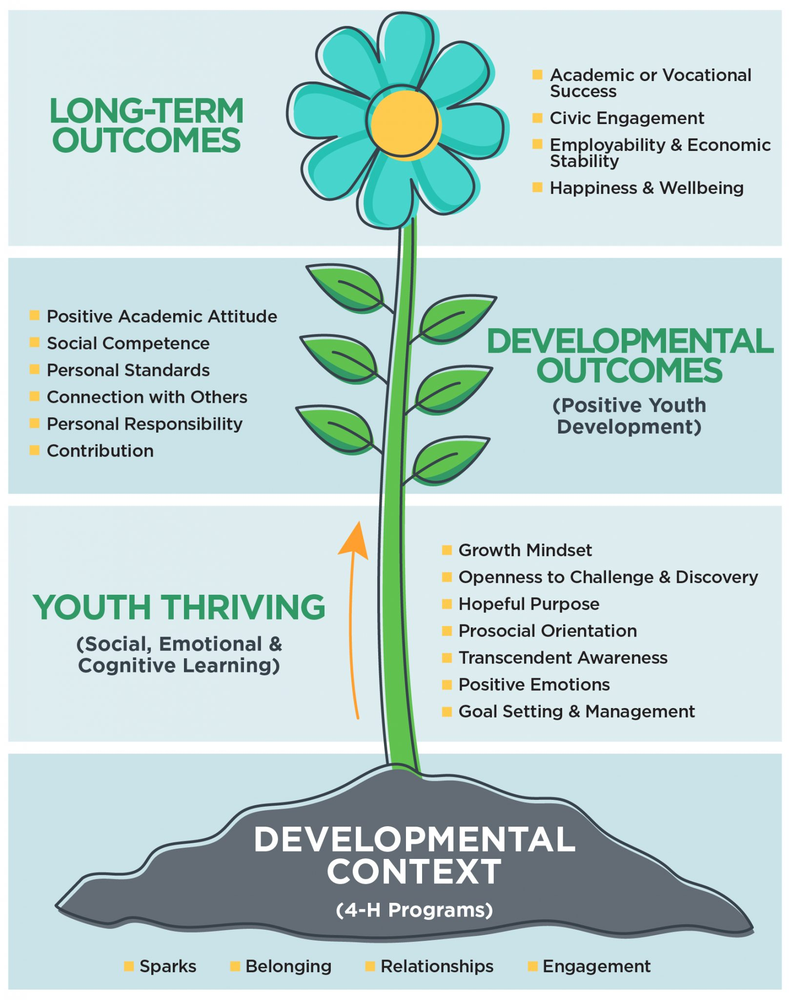 LONG-TERM
OUTCOMES
Academic or Vocational
Success
Civic Engagement
Employability & Economic
Stability
Happiness & Wellbeing
Positive Academic Attitude
Social Competence
Personal Standards
Connection with Others
Personal Responsibility
Contribution
DEVELOPMENTAL
OUTCOMES
(Positive Youth
Development)
YOUTH THRIVING
(Social, Emotional &
Cognitive Learning)
Growth Mindset
Openness to Challenge & Discovery
Hopeful Purpose
Prosocial Orientation
Transcendent Awareness
Positive Emotions
Goal Setting & Management
DEVELOPMENTAL
CONTEXT
(4-H Programs)
Sparks Belonging Relationships Engagement